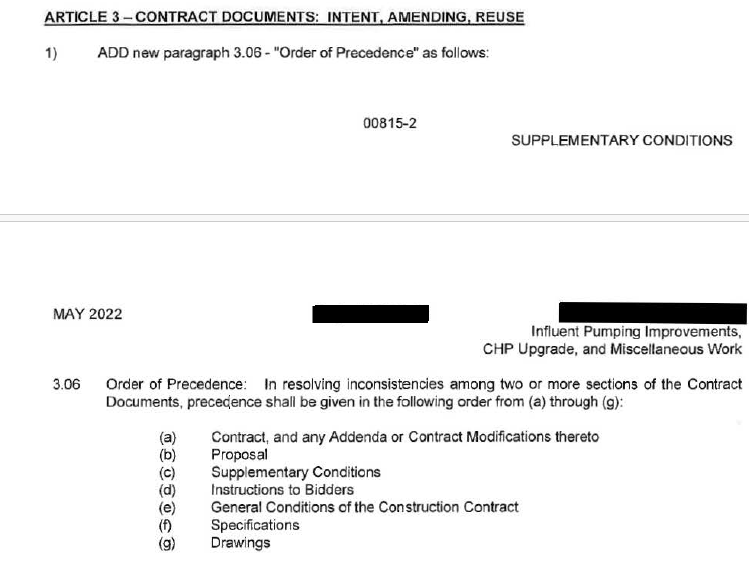 ARTICLE 3 – CONTRACT DOCUMENTS: INTENT, AMENDING, REUSE
1) ADD new paragraph 3.06 - "Order of Precedence" as follows:
00815-2
SUPPLEMENTARY CONDITIONS
MAY 2022
Influent Pumping Improvements,
CHP Upgrade, and Miscellaneous Work
3.06 Order of Precedence: In resolving inconsistencies among two or more sections of the Contract
Documents, precedence shall be given in the following order from (a) through (g):
(a) Contract, and any Addenda or Contract Modifications thereto
(b) Proposal
(c) Supplementary Conditions
(d) Instructions to Bidders
(e) General Conditions of the Construction Contract
(f) Specifications
(g) Drawings